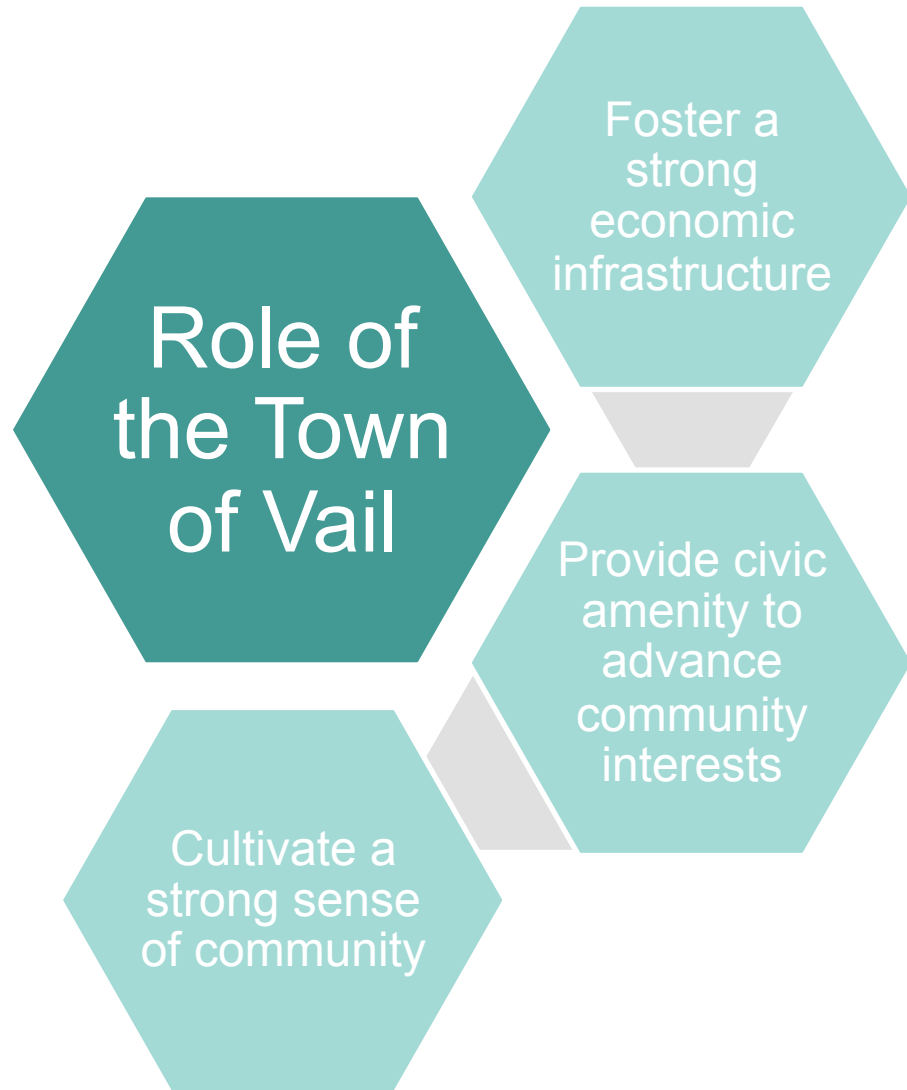 Role of
the Town
of Vail
Foster a
strong
economic
infrastructure
Provide civic
amenity to
advance
community
interests
Cultivate a
strong sense
of community